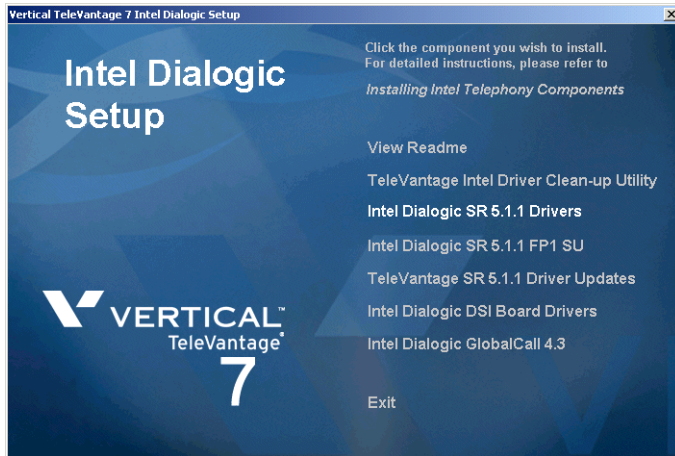 Vertical TeleVantage 7 Intel Dialogic Setup
Intel Dialogic
Setup
Click the component you wish to install.
For detailed instructions, please refer to
Installing Intel Telephony Components
View Readme
TeleVantage Intel Driver Clean-up Utility
Intel Dialogic SR 5.1.1 Drivers
Intel Dialogic SR 5.1.1 FP1 SU
TeleVantage SR 5.1.1 Driver Updates
Intel Dialogic DSI Board Drivers
Intel Dialogic GlobalCall 4.3
Exit
VERTICAL™
TeleVantage®
7